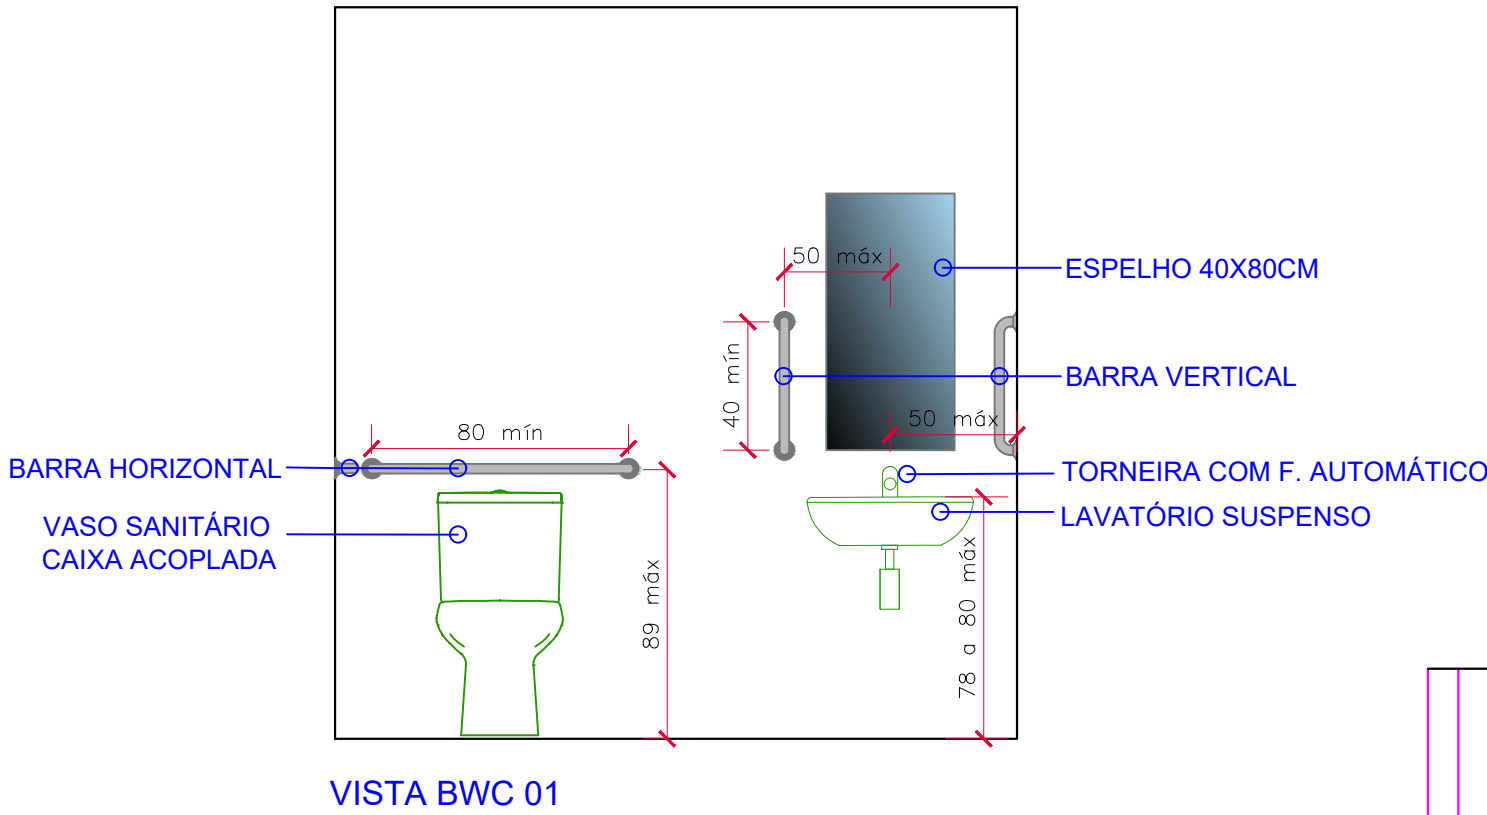 50 máx
ESPELHO 40X80CM
40 mín
BARRA VERTICAL
50 máx
80 mín
BARRA HORIZONTAL
TORNEIRA COM F. AUTOMÁTICO
VASO SANITÁRIO
CAIXA ACOPLADA
LAVATÓRIO SUSPENSO
89 máx
78 a 80 máx
VISTA BWC 01